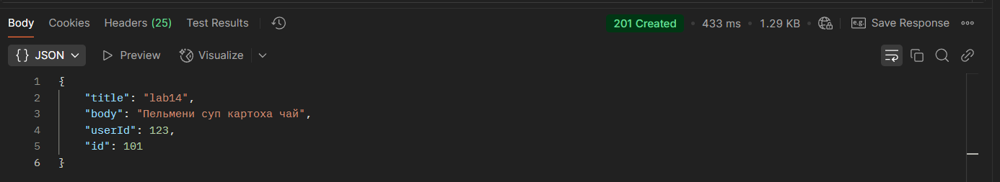 Body Cookies Headers (25) Test Results 201 Created • 433 ms • 1.29 KB • e.g. Save Response
{} JSON Preview Visualize
1 {
2 "title": "lab14",
3 "body": "Пельмени суп картоха чай",
4 "userId": 123,
5 "id": 101
6 }